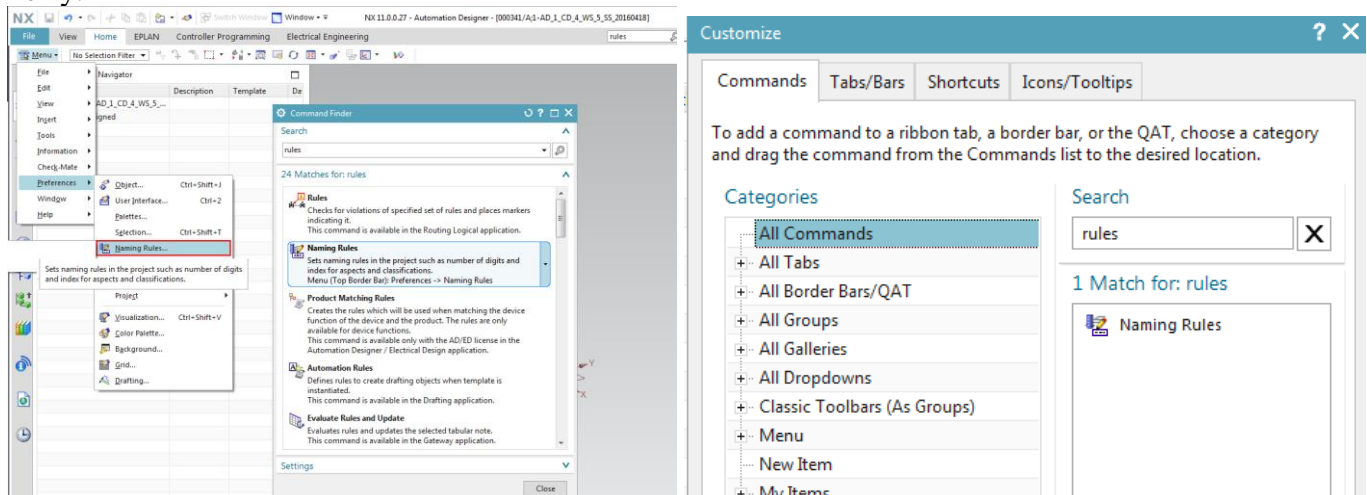 NX Switch Window Window NX 11.0.0.27 - Automation Designer - [000341/A;1-AD_1_CD_4_WS_5_SS_20160418]
File View Home EPLAN Controller Programming Electrical Engineering rules
Menu No Selection Filter
File
Edit
View
Insert
Tools
Information
Check-Mate
Preferences
Window
Help
Navigator
Description Template Da
AD_1_CD_4_WS_5_...
igned
Object... Ctrl+Shift+J
User Interface... Ctrl+2
Palettes...
Selection... Ctrl+Shift+T
Naming Rules...
Sets naming rules in the project such as number of digits
and index for aspects and classifications.
Project
Visualization... Ctrl+Shift+V
Color Palette...
Background...
Grid...
Drafting...
Command Finder
Search
rules
24 Matches for: rules
Rules
Checks for violations of specified set of rules and places markers
indicating it.
This command is available in the Routing Logical application.
Naming Rules
Sets naming rules in the project such as number of digits and
index for aspects and classifications.
Menu (Top Border Bar): Preferences -> Naming Rules
Product Matching Rules
Creates the rules which will be used when matching the device
function of the device and the product. The rules are only
available for device functions.
This command is available only with the AD/ED license in the
Automation Designer / Electrical Design application.
Automation Rules
Defines rules to create drafting objects when template is
instantiated.
This command is available in the Drafting application.
Evaluate Rules and Update
Evaluates rules and updates the selected tabular note.
This command is available in the Gateway application.
Settings
Close
Y
X
Customize
Commands Tabs/Bars Shortcuts Icons/Tooltips
To add a command to a ribbon tab, a border bar, or the QAT, choose a category
and drag the command from the Commands list to the desired location.
Categories
All Commands
All Tabs
All Border Bars/QAT
All Groups
All Galleries
All Dropdowns
Classic Toolbars (As Groups)
Menu
New Item
My Items
Search
rules
X
1 Match for: rules
Naming Rules